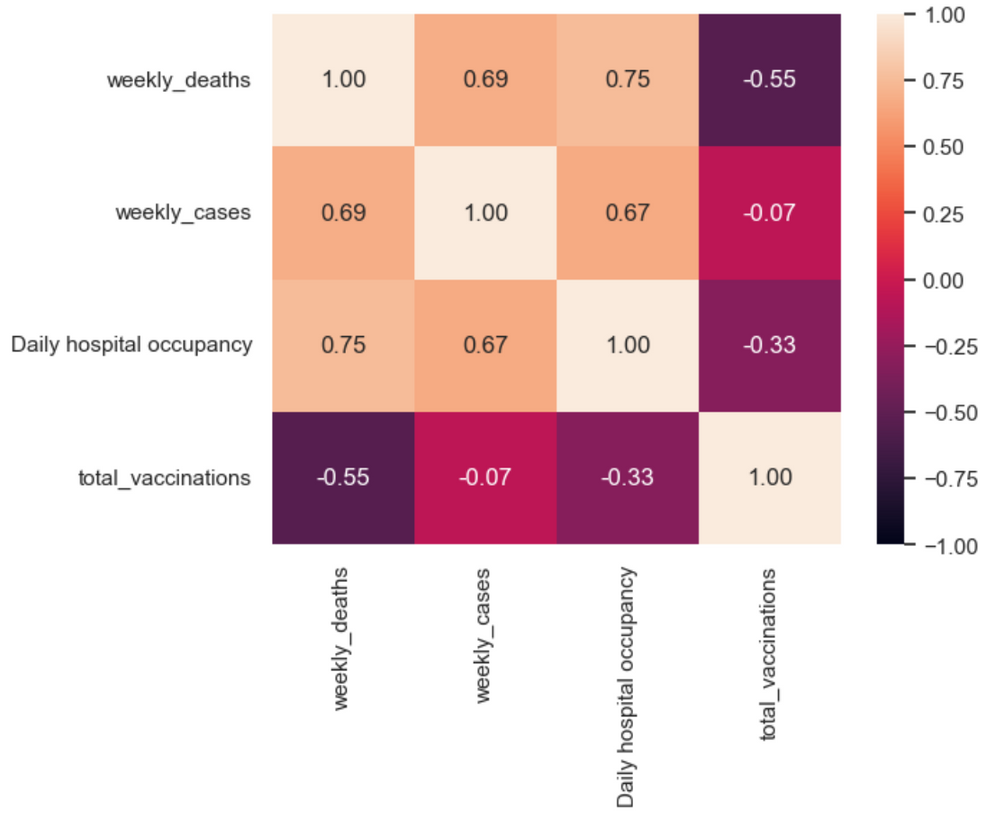 weekly_deaths 1.00 0.69 0.75 -0.55
weekly_cases 0.69 1.00 0.67 -0.07
Daily hospital occupancy 0.75 0.67 1.00 -0.33
total_vaccinations -0.55 -0.07 -0.33 1.00
weekly_deaths
weekly_cases
Daily hospital occupancy
total_vaccinations
1.00
0.75
0.50
0.25
0.00
−0.25
−0.50
−0.75
−1.00